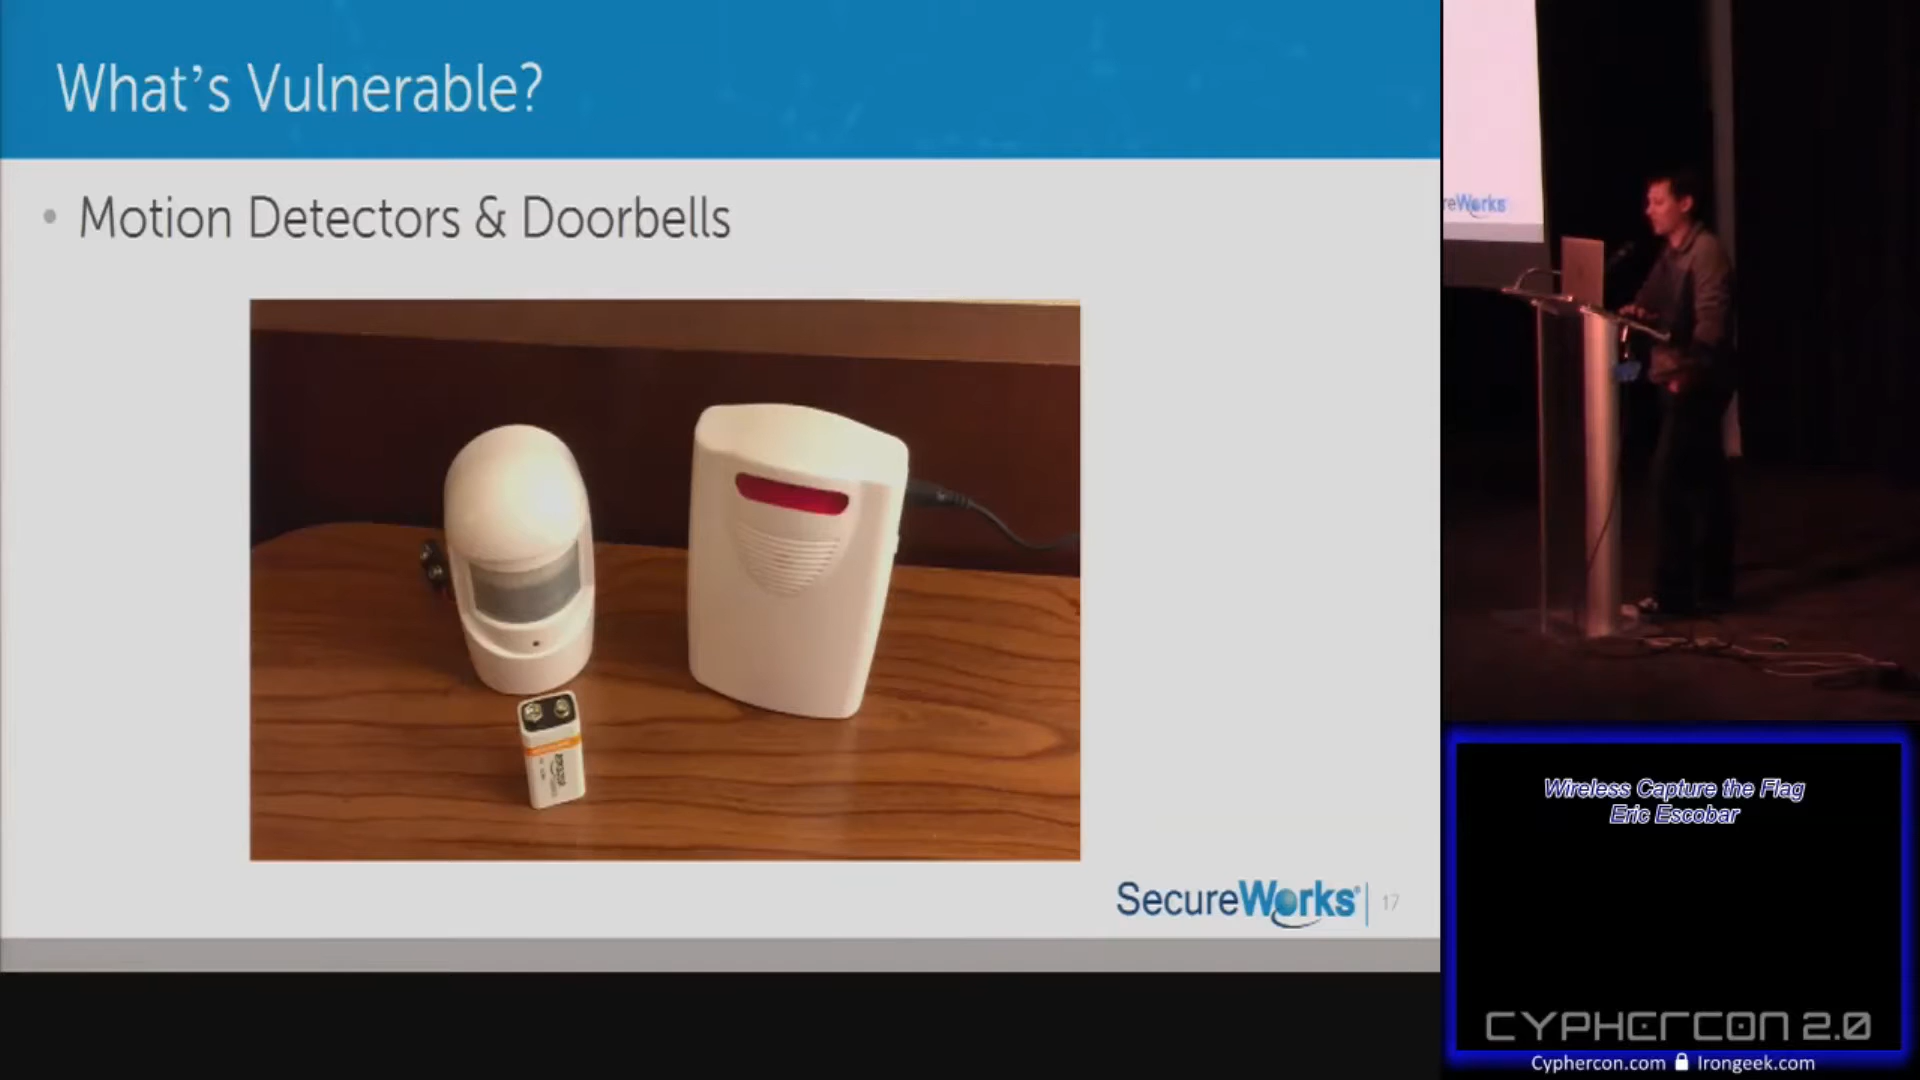 What's Vulnerable?
• Motion Detectors & Doorbells
SecureWorks®
17
reWorks
Wireless Capture the Flag
Eric Escobar
CYPHERCON 2.0
Cyphercon.com Irongeek.com